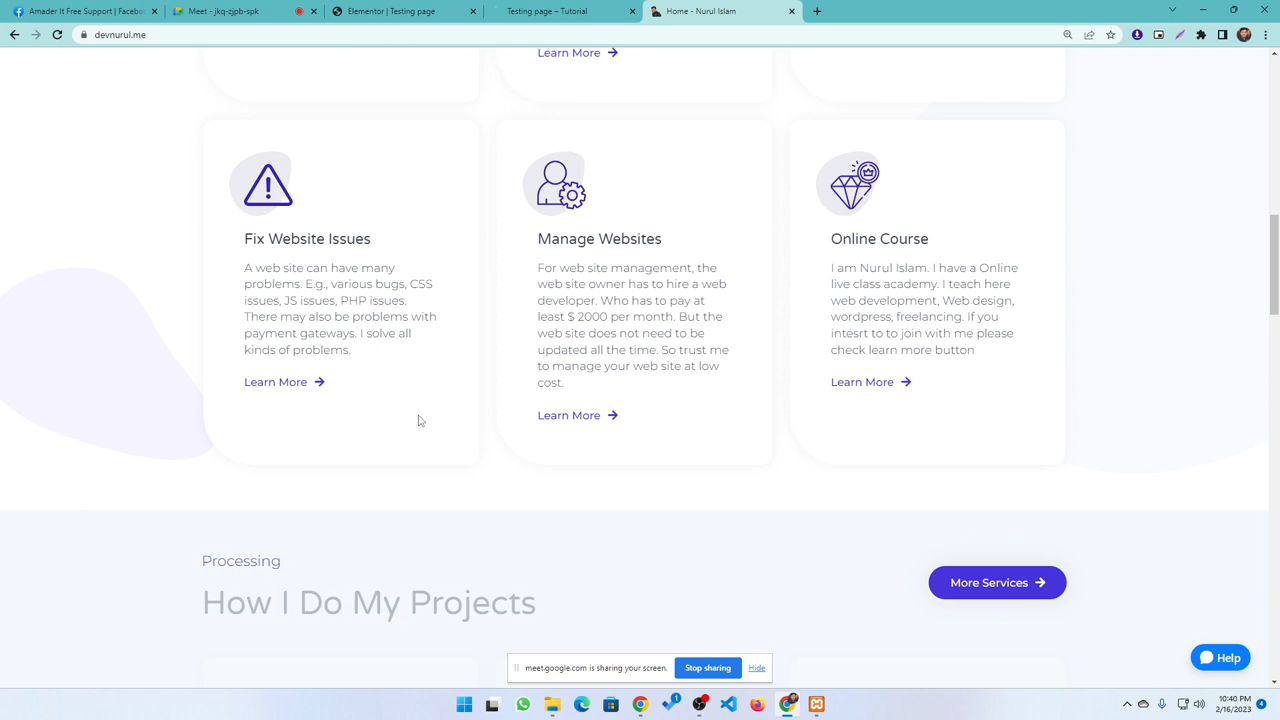 Amader It Free Support | Facebo
Meet - jkq-jzjb-pbk
Elementor | Testing page
Testing page – Tutorial
Home - Nurul Islam.
devnurul.me
Learn More
Fix Website Issues
A web site can have many
problems. E.g., various bugs, CSS
issues, JS issues, PHP issues.
There may also be problems with
payment gateways. I solve all
kinds of problems.
Learn More
Manage Websites
For web site management, the
web site owner has to hire a web
developer. Who has to pay at
least $ 2000 per month. But the
web site does not need to be
updated all the time. So trust me
to manage your web site at low
cost.
Learn More
Online Course
I am Nurul Islam. I have a Online
live class academy. I teach here
web development, Web design,
wordpress, freelancing. If you
intesrt to to join with me please
check learn more button
Learn More
Processing
How I Do My Projects
More Services
meet.google.com is sharing your screen.
Stop sharing
Hide
Help
1
10:40 PM
2/16/2023
4